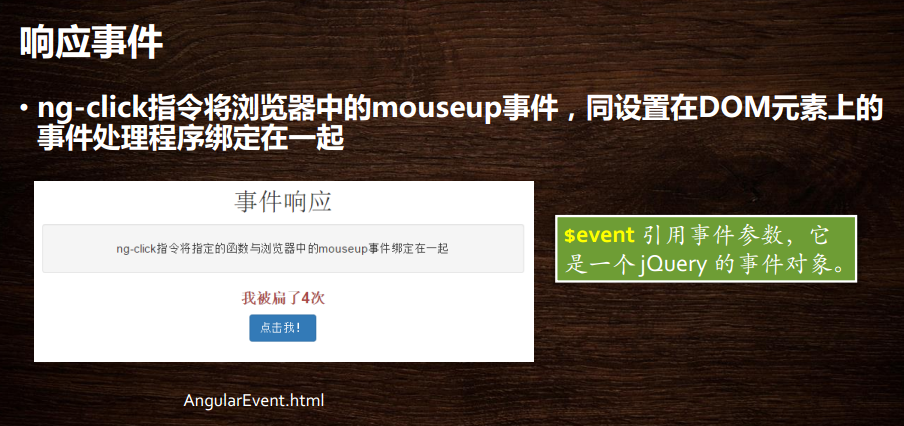 响应事件
• ng-click指令将浏览器中的mouseup事件，同设置在DOM元素上的
事件处理程序绑定在一起
事件响应
ng-click指令将指定的函数与浏览器中的mouseup事件绑定在一起
我被扁了4次
点击我！
$event 引用事件参数，它
是一个 jQuery 的事件对象。
AngularEvent.html